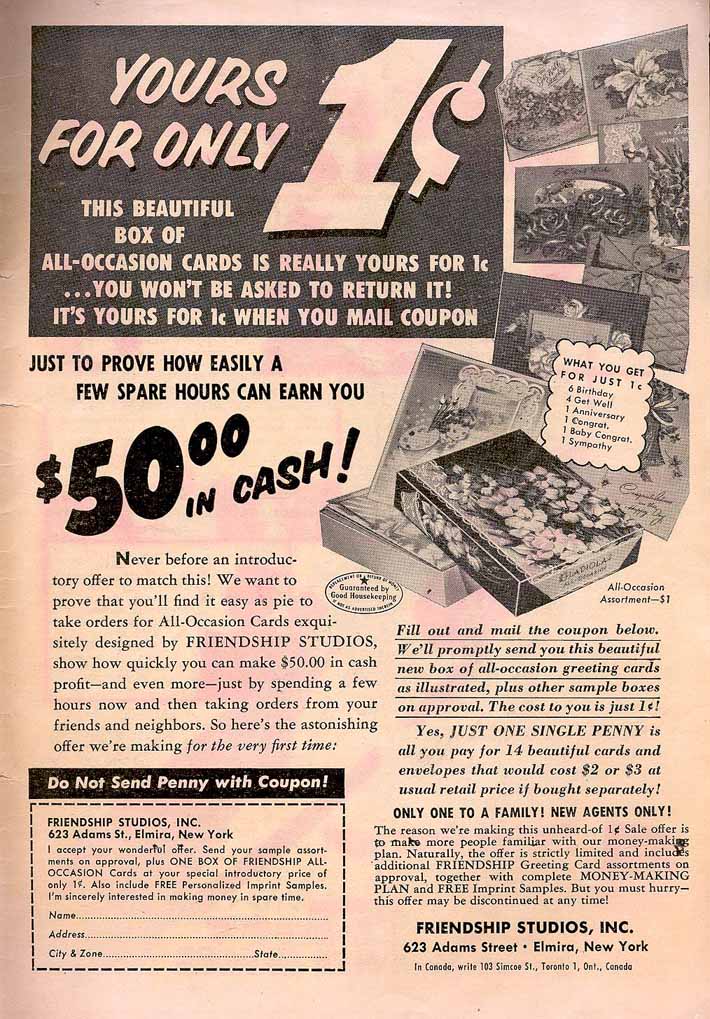 YOURS
FOR ONLY
1¢
THIS BEAUTIFUL
BOX OF
ALL-OCCASION CARDS IS REALLY YOURS FOR 1c
...YOU WON'T BE ASKED TO RETURN IT!
IT'S YOURS FOR 1c WHEN YOU MAIL COUPON
JUST TO PROVE HOW EASILY A
FEW SPARE HOURS CAN EARN YOU
$50.00
IN CASH!
WHAT YOU GET
FOR JUST 1c
6 Birthday
4 Get Well
1 Anniversary
1 Congrat.
1 Baby Congrat.
1 Sympathy
All-Occasion
Assortment—$1
Never before an introduc-
tory offer to match this! We want to
prove that you'll find it easy as pie to
take orders for All-Occasion Cards exqui-
sitely designed by FRIENDSHIP STUDIOS,
show how quickly you can make $50.00 in cash
profit—and even more—just by spending a few
hours now and then taking orders from your
friends and neighbors. So here's the astonishing
offer we're making for the very first time:
REPLACEMENT OR REFUND OF MONEY
Guaranteed by
Good Housekeeping
IF NOT AS ADVERTISED THEREIN
Fill out and mail the coupon below.
We'll promptly send you this beautiful
new box of all-occasion greeting cards
as illustrated, plus other sample boxes
on approval. The cost to you is just 1¢!
Yes, JUST ONE SINGLE PENNY is
all you pay for 14 beautiful cards and
envelopes that would cost $2 or $3 at
usual retail price if bought separately!
ONLY ONE TO A FAMILY! NEW AGENTS ONLY!
The reason we're making this unheard-of 1¢ Sale offer is
to make more people familiar with our money-making
plan. Naturally, the offer is strictly limited and includes
additional FRIENDSHIP Greeting Card assortments on
approval, together with complete MONEY-MAKING
PLAN and FREE Imprint Samples. But you must hurry—
this offer may be discontinued at any time!
FRIENDSHIP STUDIOS, INC.
623 Adams Street • Elmira, New York
In Canada, write 103 Simcoe St., Toronto 1, Ont., Canada
Do Not Send Penny with Coupon!
FRIENDSHIP STUDIOS, INC.
623 Adams St., Elmira, New York
I accept your wonderful offer. Send your sample assort-
ments on approval, plus ONE BOX OF FRIENDSHIP ALL-
OCCASION Cards at your special introductory price of
only 1¢. Also include FREE Personalized Imprint Samples.
I'm sincerely interested in making money in spare time.
Name
Address
City & Zone State